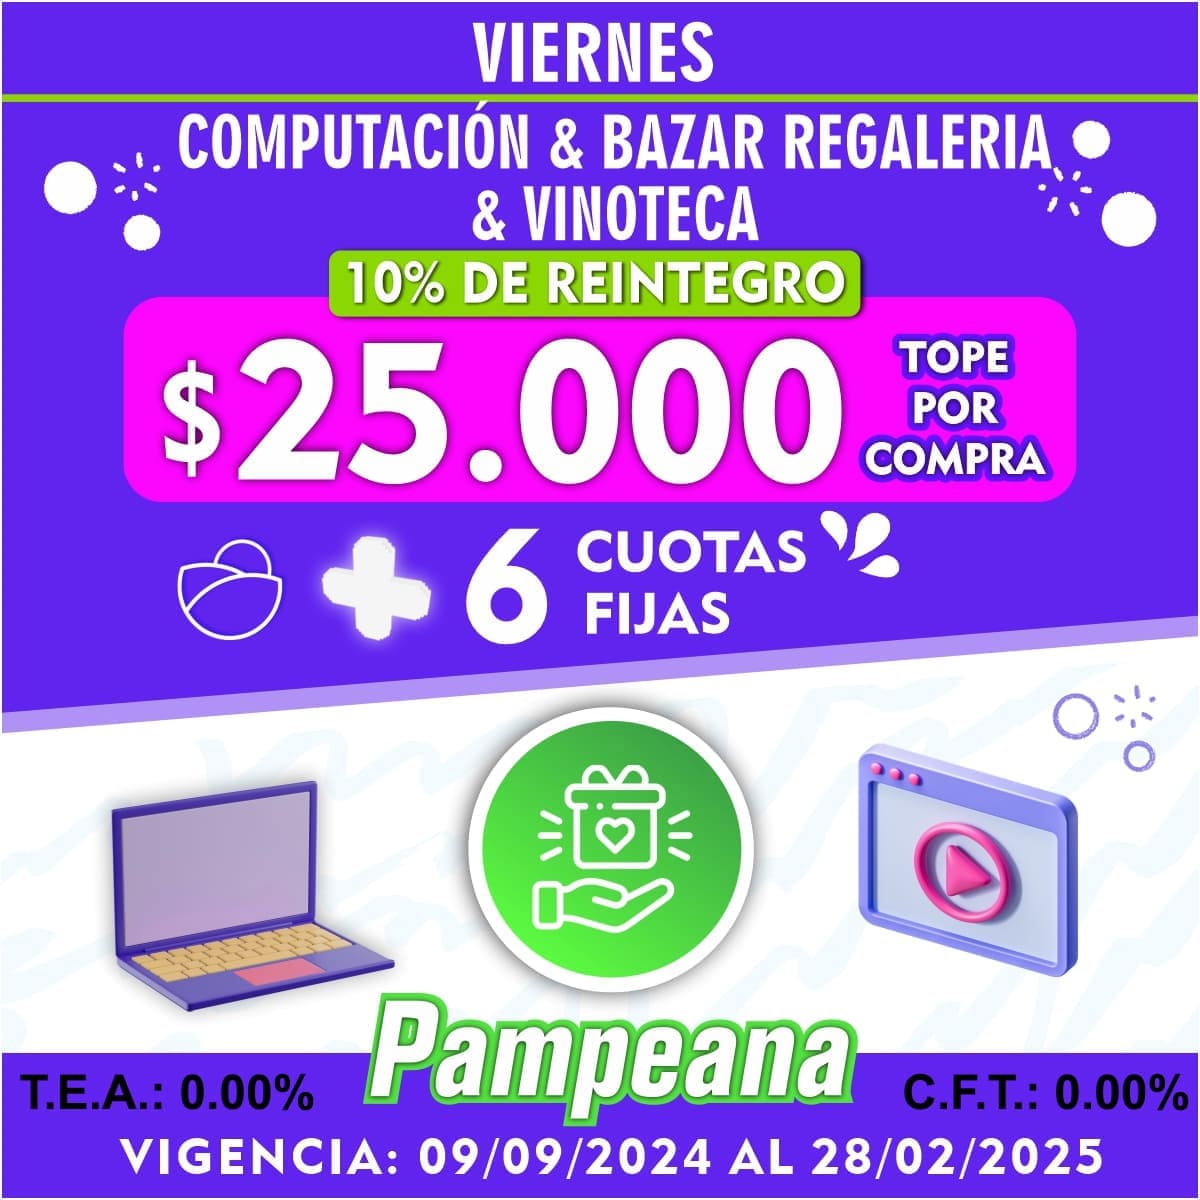 VIERNES
COMPUTACIÓN & BAZAR REGALERIA
& VINOTECA
10% DE REINTEGRO
$25.000
TOPE
POR
COMPRA
6 CUOTAS
FIJAS
Pampeana
T.E.A.: 0.00%
C.F.T.: 0.00%
VIGENCIA: 09/09/2024 AL 28/02/2025